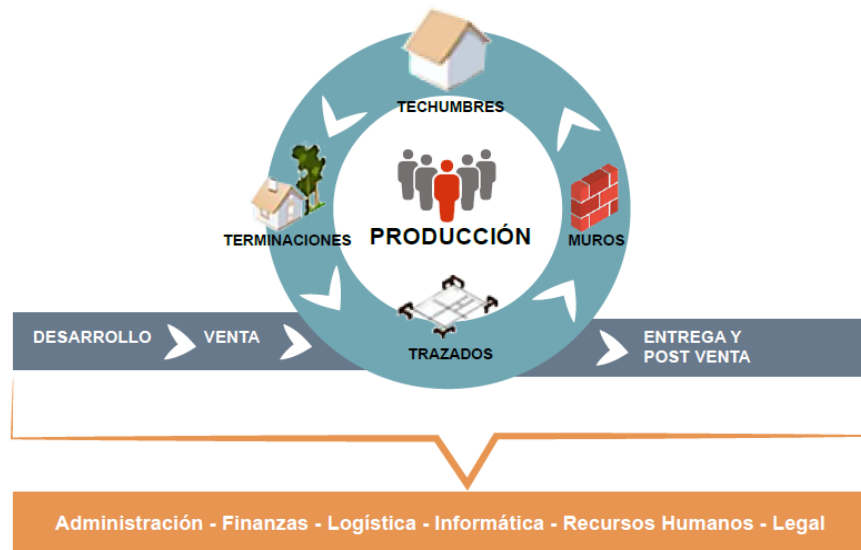 TECHUMBRES
TERMINACIONES
PRODUCCIÓN
MUROS
DESARROLLO
VENTA
TRAZADOS
ENTREGA Y
POST VENTA
Administración - Finanzas - Logística - Informática - Recursos Humanos - Legal